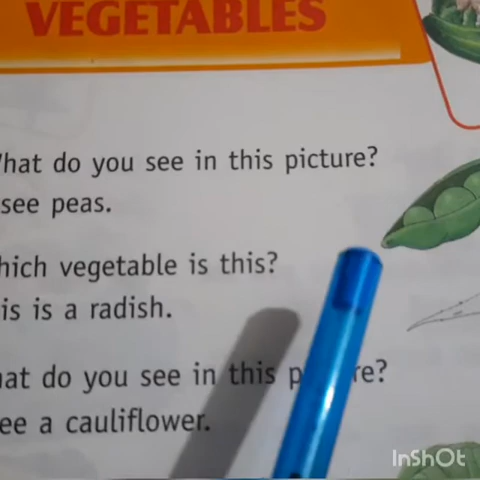 VEGETABLES
What do you see in this picture?
see peas.
hich vegetable is this?
is is a radish.
hat do you see in this p re?
ee a cauliflower.
InShOt